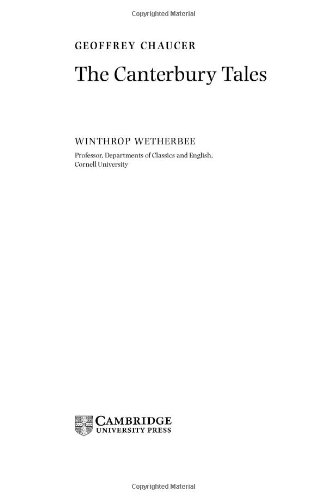 Copyrighted Material
GEOFFREY CHAUCER
The Canterbury Tales
WINTHROP WETHERBEE
Professor, Departments of Classics and English,
Cornell University
CAMBRIDGE
UNIVERSITY PRESS
Copyrighted Material